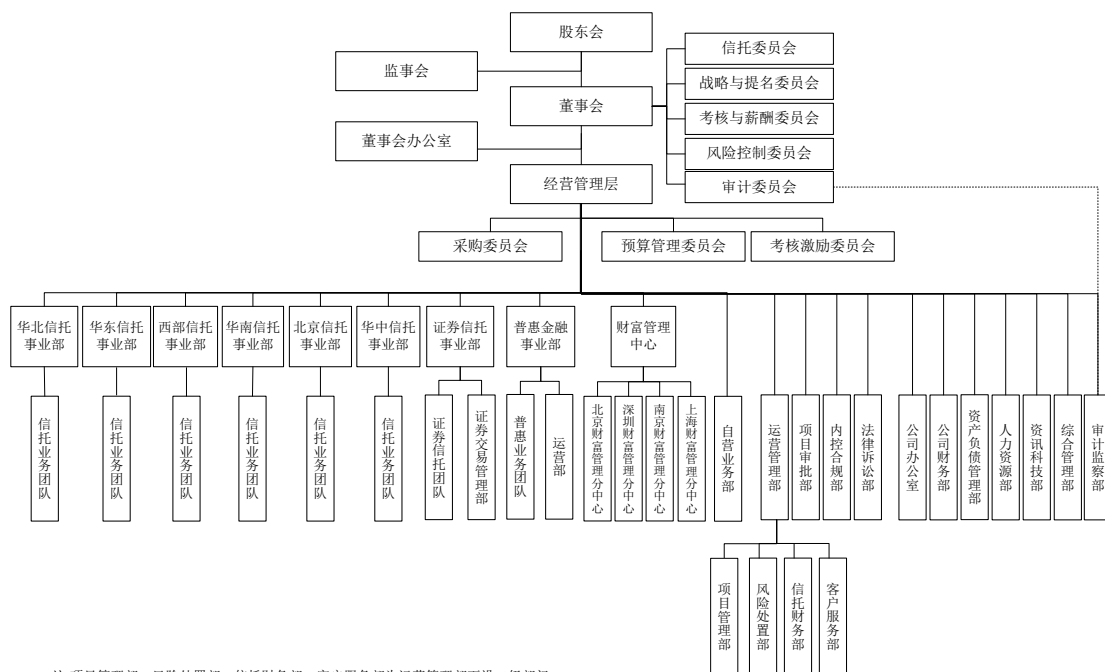 股东会
监事会
董事会
董事会办公室
经营管理层
信托委员会
战略与提名委员会
考核与薪酬委员会
风险控制委员会
审计委员会
采购委员会
预算管理委员会
考核激励委员会
华北信托
事业部
华东信托
事业部
西部信托
事业部
华南信托
事业部
北京信托
事业部
华中信托
事业部
证券信托
事业部
普惠金融
事业部
财富管理
中心
信托业务团队
信托业务团队
信托业务团队
信托业务团队
信托业务团队
信托业务团队
证券信托团队
证券交易管理部
普惠业务团队
运营部
北京财富管理分中心
深圳财富管理分中心
南京财富管理分中心
上海财富管理分中心
自营业务部
运营管理部
项目审批部
内控合规部
法律诉讼部
公司办公室
公司财务部
资产负债管理部
人力资源部
资讯科技部
综合管理部
审计监察部
项目管理部
风险处置部
信托财务部
客户服务部